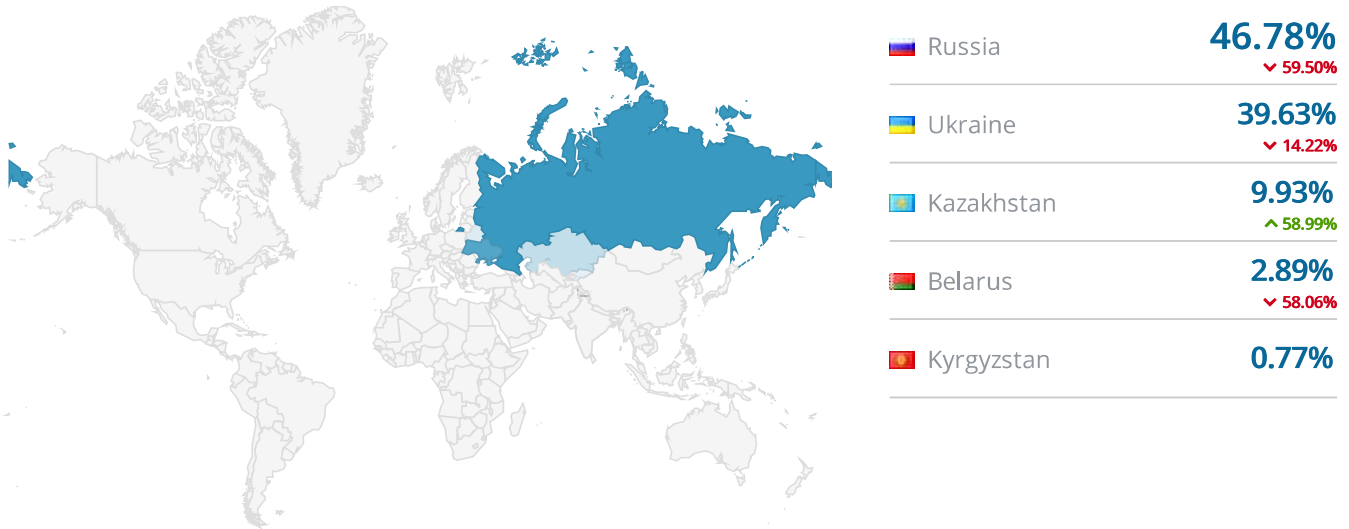 Russia
46.78%
59.50%
Ukraine
39.63%
14.22%
Kazakhstan
9.93%
58.99%
Belarus
2.89%
58.06%
Kyrgyzstan
0.77%